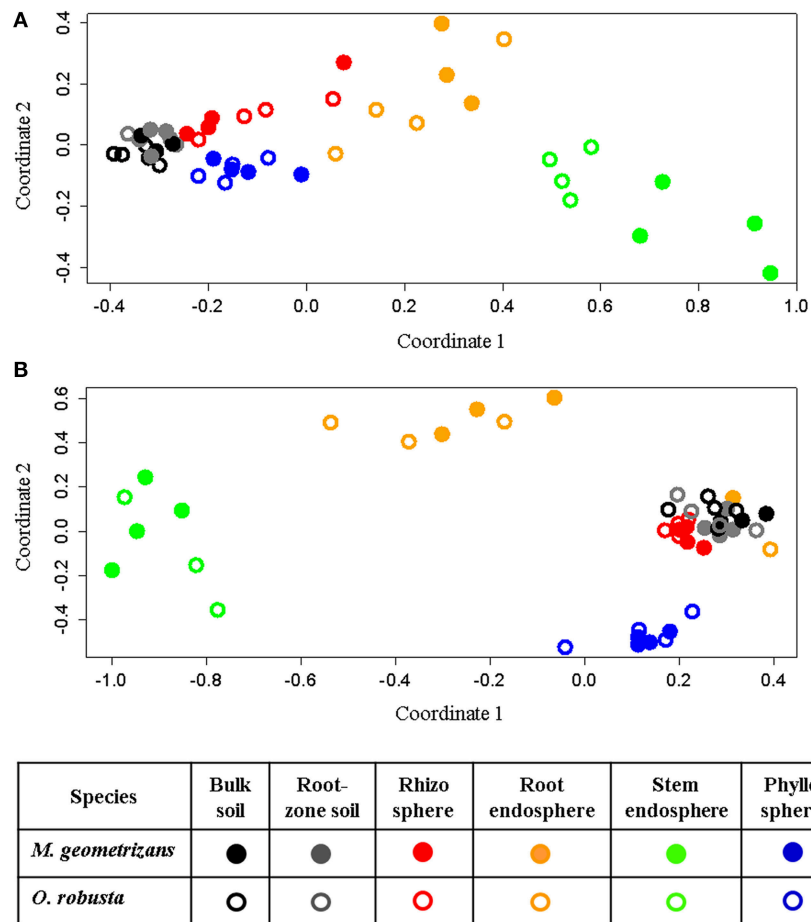 A
0.4
0.2
0.0
-0.2
-0.4
Coordinate 2
-0.4 -0.2 0.0 0.2 0.4 0.6 0.8 1.0
Coordinate 1
B
0.6
0.4
0.2
0.0
-0.4
Coordinate 2
-1.0 -0.8 -0.6 -0.4 -0.2 0.0 0.2 0.4
Coordinate 1
Species
Bulk
soil
Root-
zone soil
Rhizo
sphere
Root
endosphere
Stem
endosphere
Phyllo
spher
M. geometrizans
O. robusta